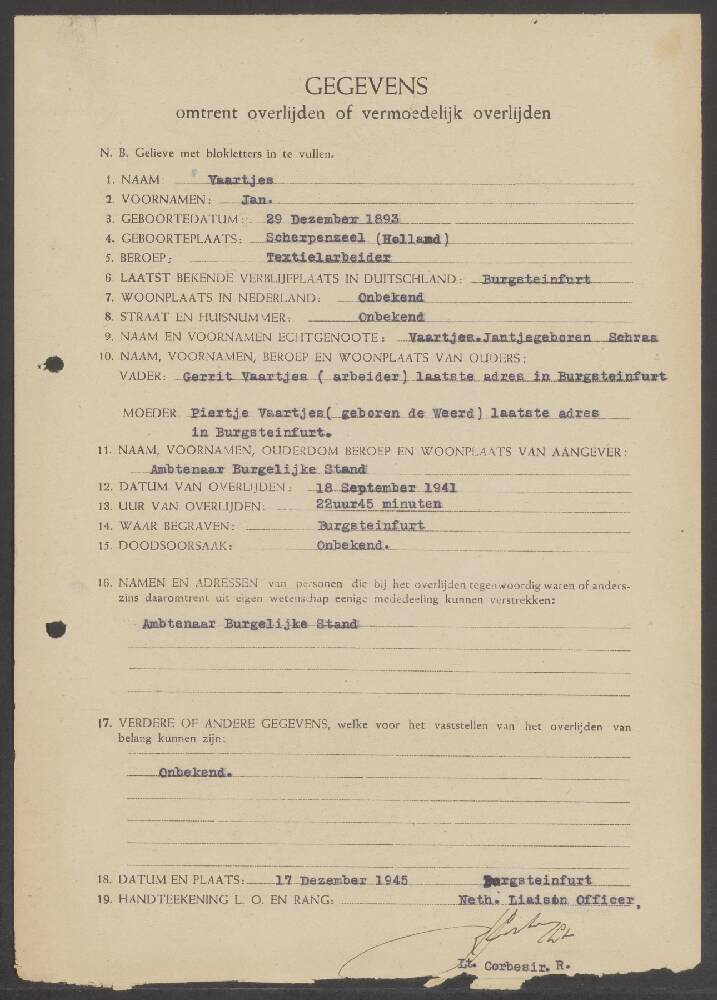 GEGEVENS
omtrent overlijden of vermoedelijk overlijden
N. B. Gelieve met blokletters in te vullen.
1. NAAM Vaartjes
2. VOORNAMEN: Jan.
3. GEBOORTEDATUM: 29 Dezember 1893
4. GEBOORTEPLAATS: Scherpenzeel (Holland)
5. BEROEP: Textielarbeider
6. LAATST BEKENDE VERBLIJFPLAATS IN DUITSCHLAND: Burgsteinfurt
7. WOONPLAATS IN NEDERLAND: Onbekend
8. STRAAT EN HUISNUMMER: Onbekend
9. NAAM EN VOORNAMEN ECHTGENOOTE: Vaartjes.Jantjegeboren Schras
10. NAAM, VOORNAMEN, BEROEP EN WOONPLAATS VAN OUDERS:
VADER: Gerrit Vaartjes ( arbeider) laatste adres in Burgsteinfurt
MOEDER Piertje Vaartjes( geboren de Weerd) laatste adres
in Burgsteinfurt.
11. NAAM, VOORNAMEN, OUDERDOM BEROEP EN WOONPLAATS VAN AANGEVER:
Ambtenaar Burgelijke Stand
12. DATUM VAN OVERLIJDEN: 18 September 1941
13. UUR VAN OVERLIJDEN: 22uur45 minuten
14. WAAR BEGRAVEN: Burgsteinfurt
15. DOODSOORSAAK: Onbekend.
16. NAMEN EN ADRESSEN van personen die bij het overlijden tegenwoordig waren of anders-
zins daaromtrent uit eigen wetenschap eenige mededeeling kunnen verstrekken:
Ambtenaar Burgelijke Stand
17. VERDERE OF ANDERE GEGEVENS, welke voor het vaststellen van het overlijden van
belang kunnen zijn:
Onbekend.
18. DATUM EN PLAATS: 17 Dezember 1945 Burgsteinfurt
19. HANDTEEKENING L. O. EN RANG: Neth. Liaison Officer,
Lt. Corbesir. R.